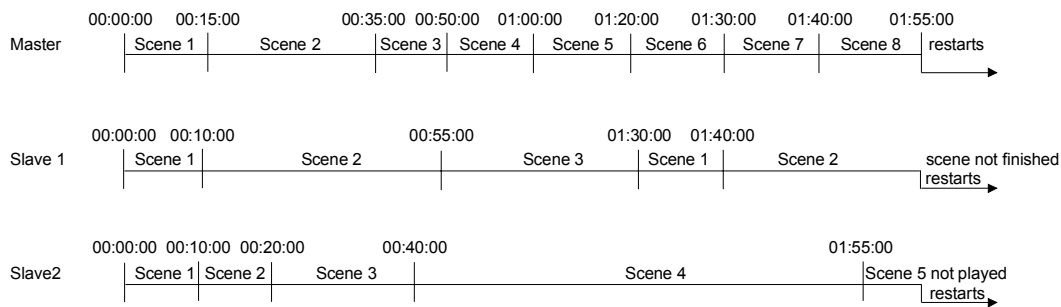 00:00:00 00:15:00 00:35:00 00:50:00 01:00:00 01:20:00 01:30:00 01:40:00 01:55:00
Master Scene 1 Scene 2 Scene 3 Scene 4 Scene 5 Scene 6 Scene 7 Scene 8 restarts
00:00:00 00:10:00 00:55:00 01:30:00 01:40:00
Slave 1 Scene 1 Scene 2 Scene 3 Scene 1 Scene 2 scene not finished
restarts
00:00:00 00:10:00 00:20:00 00:40:00 01:55:00
Slave2 Scene 1 Scene 2 Scene 3 Scene 4 Scene 5 not played
restarts